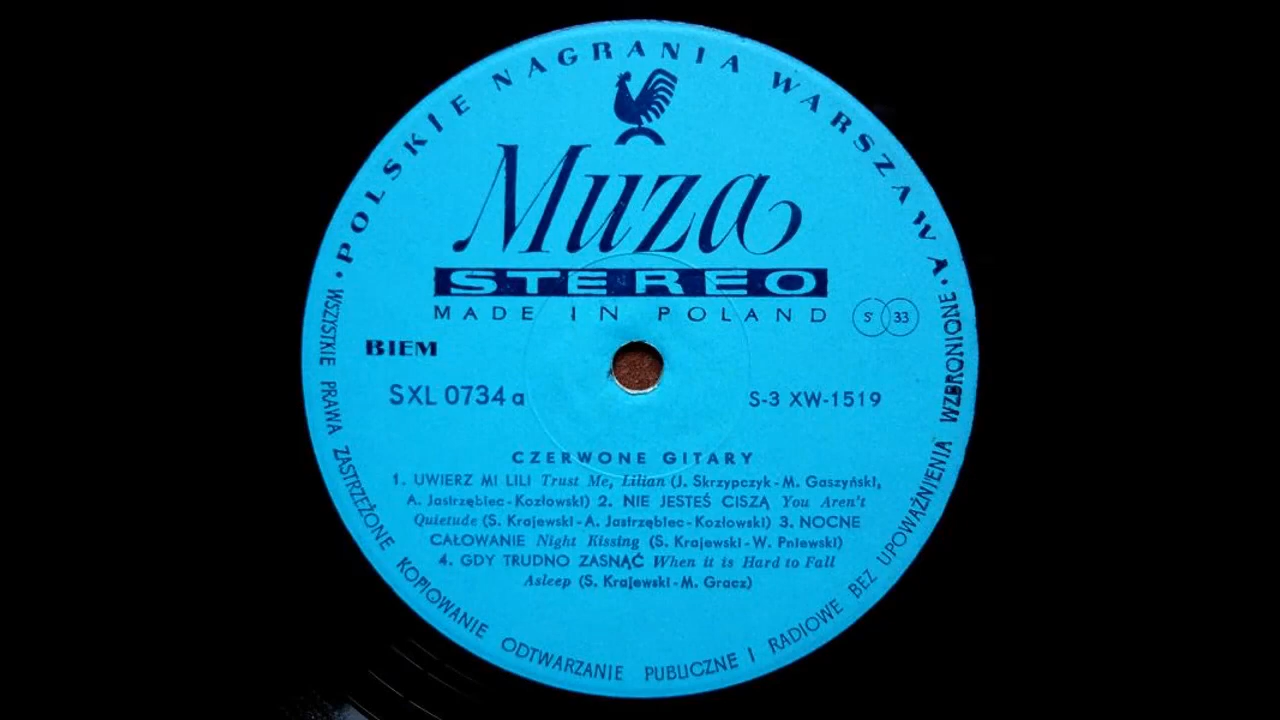 • POLSKIE NAGRANIA WARSZAWA •
Muza
STEREO
MADE IN POLAND
Sr 33
BIEM
SXL 0734 a
S-3 XW-1519
CZERWONE GITARY
1. UWIERZ MI LILI Trust Me, Lilian (J. Skrzypczyk - M. Gaszyński,
A. Jastrzębiec - Kozłowski) 2. NIE JESTEŚ CISZĄ You Aren't
Quietude (S. Krajewski - A. Jastrzębiec - Kozłowski) 3. NOCNE
CAŁOWANIE Night Kissing (S. Krajewski - W. Pniewski)
4. GDY TRUDNO ZASNĄĆ When it is Hard to Fall
Asleep (S. Krajewski - M. Gracz)
WSZYSTKIE PRAWA ZASTRZEŻONE KOPIOWANIE ODTWARZANIE PUBLICZNE I RADIOWE BEZ UPOWAŻNIENIA WZBRONIONE